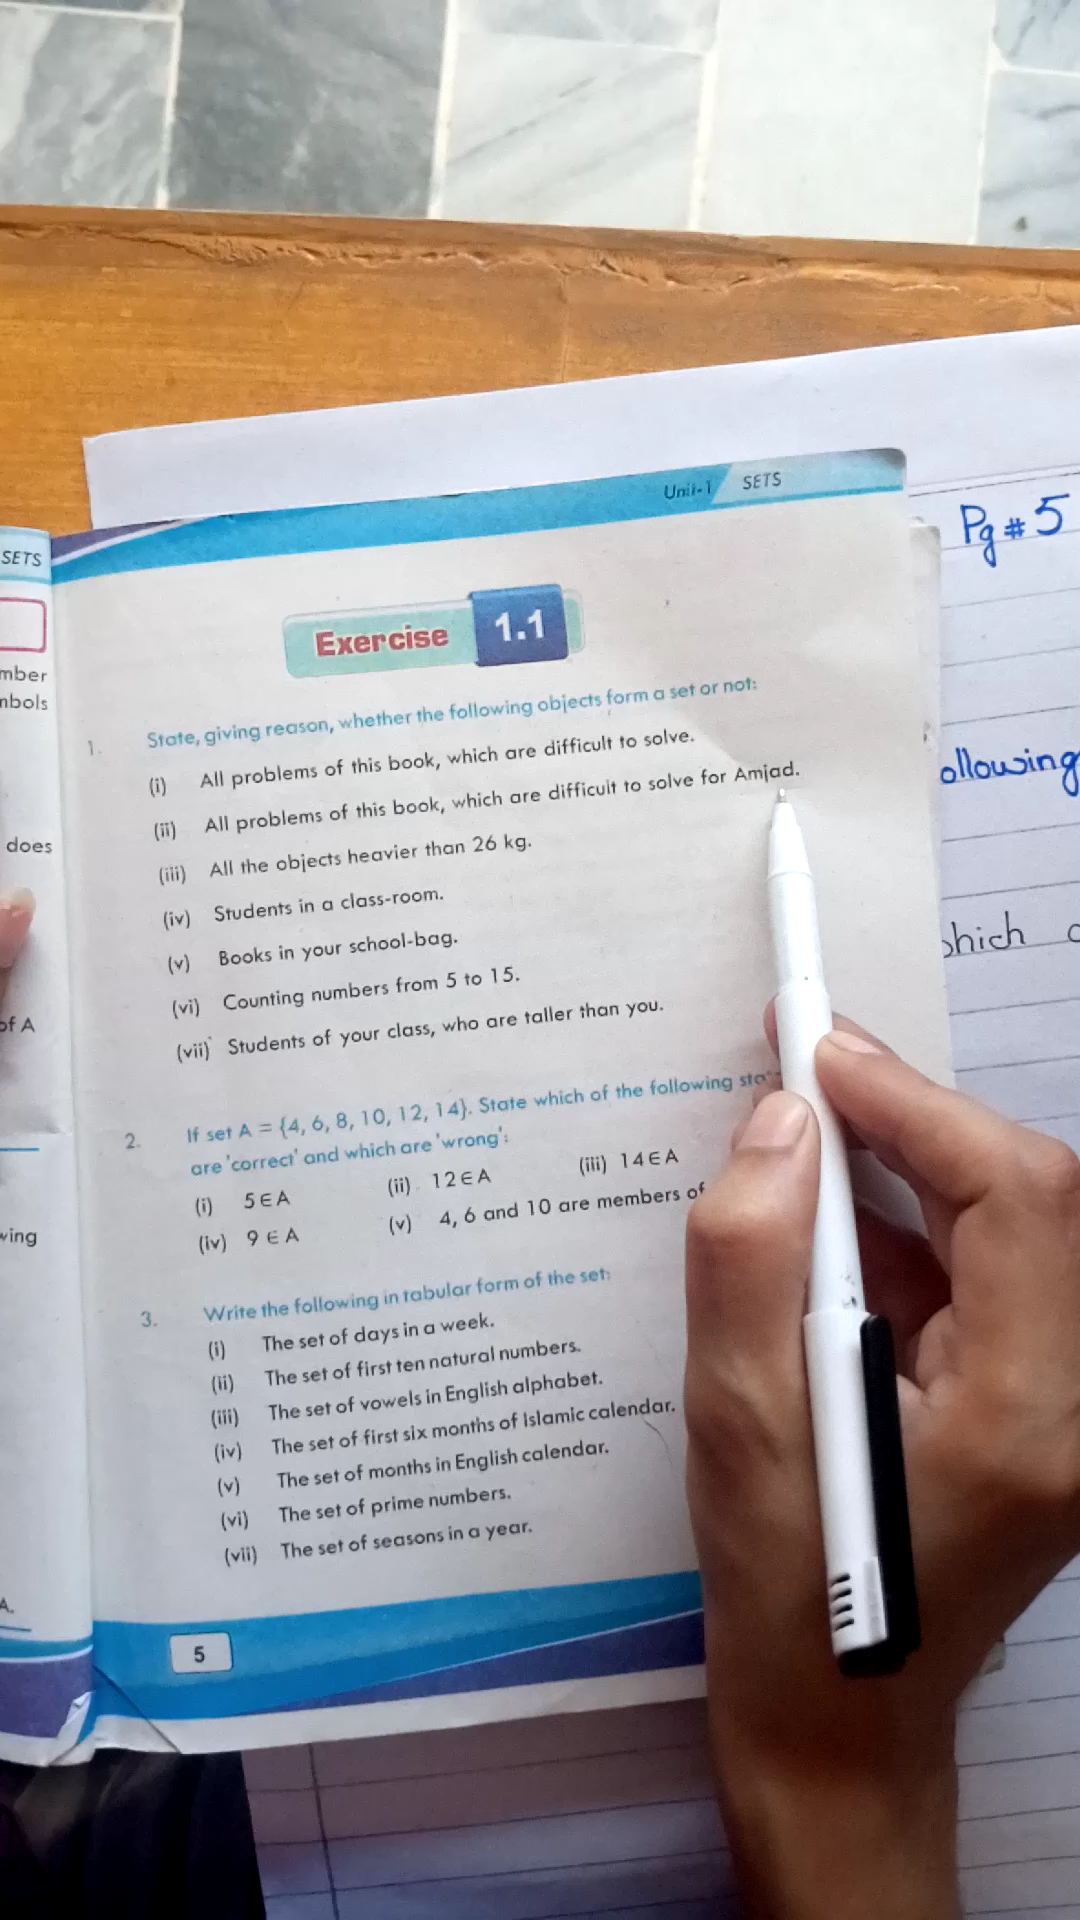 Unit-1 SETS
Pg # 5
SETS
Exercise 1.1
mber
nbols
1. State, giving reason, whether the following objects form a set or not:
(i) All problems of this book, which are difficult to solve.
(ii) All problems of this book, which are difficult to solve for Amjad.
ollowing
does
(iii) All the objects heavier than 26 kg.
(iv) Students in a class-room.
hich
(v) Books in your school-bag.
(vi) Counting numbers from 5 to 15.
of A
(vii) Students of your class, who are taller than you.
2. If set A = {4, 6, 8, 10, 12, 14}. State which of the following sta
are 'correct' and which are 'wrong':
(i) 5 ∈ A (ii) 12 ∈ A (iii) 14 ∈ A
(iv) 9 ∈ A (v) 4, 6 and 10 are members of
ving
3. Write the following in tabular form of the set:
(i) The set of days in a week.
(ii) The set of first ten natural numbers.
(iii) The set of vowels in English alphabet.
(iv) The set of first six months of Islamic calendar.
(v) The set of months in English calendar.
(vi) The set of prime numbers.
(vii) The set of seasons in a year.
A.
5